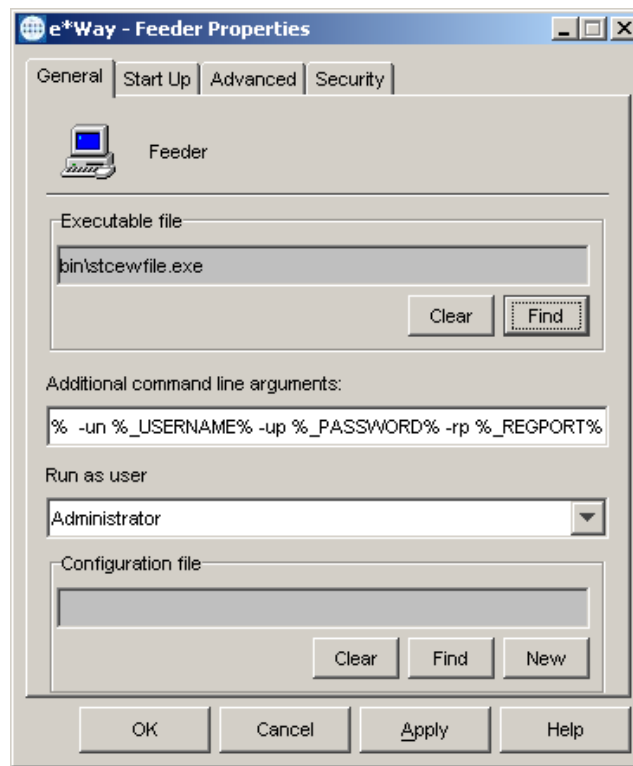 e*Way - Feeder Properties
General Start Up Advanced Security
Feeder
Executable file
bin\stcewfile.exe
Clear Find
Additional command line arguments:
% -un %_USERNAME% -up %_PASSWORD% -rp %_REGPORT%
Run as user
Administrator
Configuration file
Clear Find New
OK Cancel Apply Help